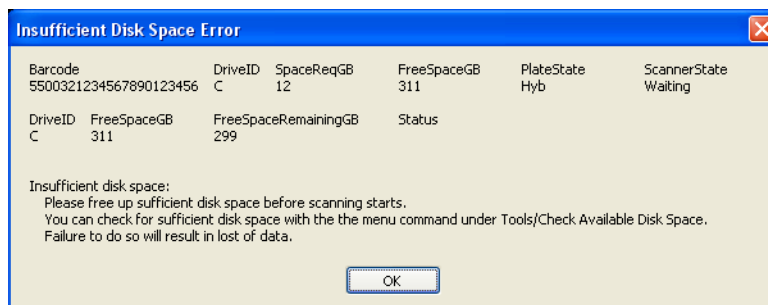 Insufficient Disk Space Error
Barcode DriveID SpaceReqGB FreeSpaceGB PlateState ScannerState
5500321234567890123456 C 12 311 Hyb Waiting
DriveID FreeSpaceGB FreeSpaceRemainingGB Status
C 311 299
Insufficient disk space:
Please free up sufficient disk space before scanning starts.
You can check for sufficient disk space with the the menu command under Tools/Check Available Disk Space.
Failure to do so will result in lost of data.
OK